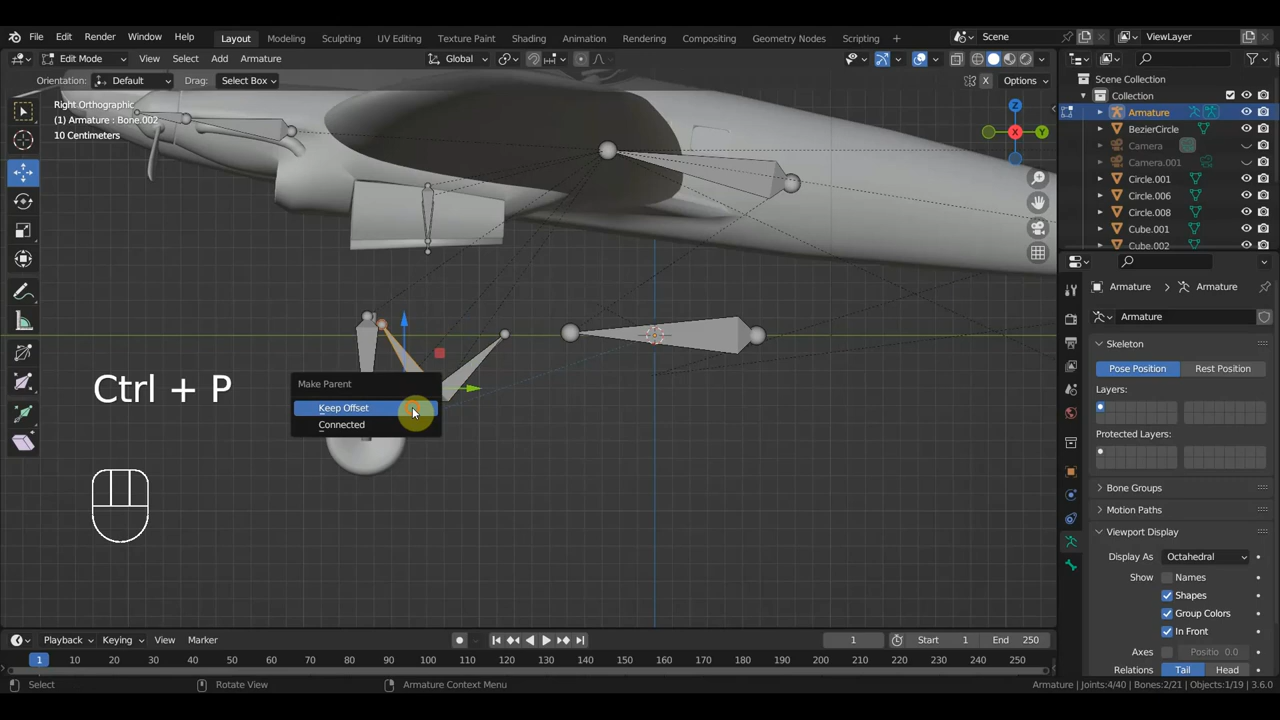 File Edit Render Window Help Layout Modeling Sculpting UV Editing Texture Paint Shading Animation Rendering Compositing Geometry Nodes Scripting + Scene ViewLayer
Edit Mode View Select Add Armature Global Options
Orientation: Default Drag: Select Box X Options
Right Orthographic
(1) Armature : Bone.002
10 Centimeters
Z
Y
X
Scene Collection
Collection
Armature
BezierCircle
Camera
Camera.001
Circle.001
Circle.006
Circle.008
Cube.001
Cube.002
Armature Armature
Armature
Skeleton
Pose Position Rest Position
Layers:
Protected Layers:
Bone Groups
Motion Paths
Viewport Display
Display As Octahedral
Show Names
Shapes
Group Colors
In Front
Axes Positio 0.0
Relations Tail Head
Ctrl + P
Make Parent
Keep Offset
Connected
Playback Keying View Marker 1 Start 1 End 250
1 10 20 30 40 50 60 70 80 90 100 110 120 130 140 150 160 170 180 190 200 210 220 230 240 250
Select Rotate View Armature Context Menu Armature | Joints:4/40 | Bones:2/21 | Objects:1/19 | 3.6.0